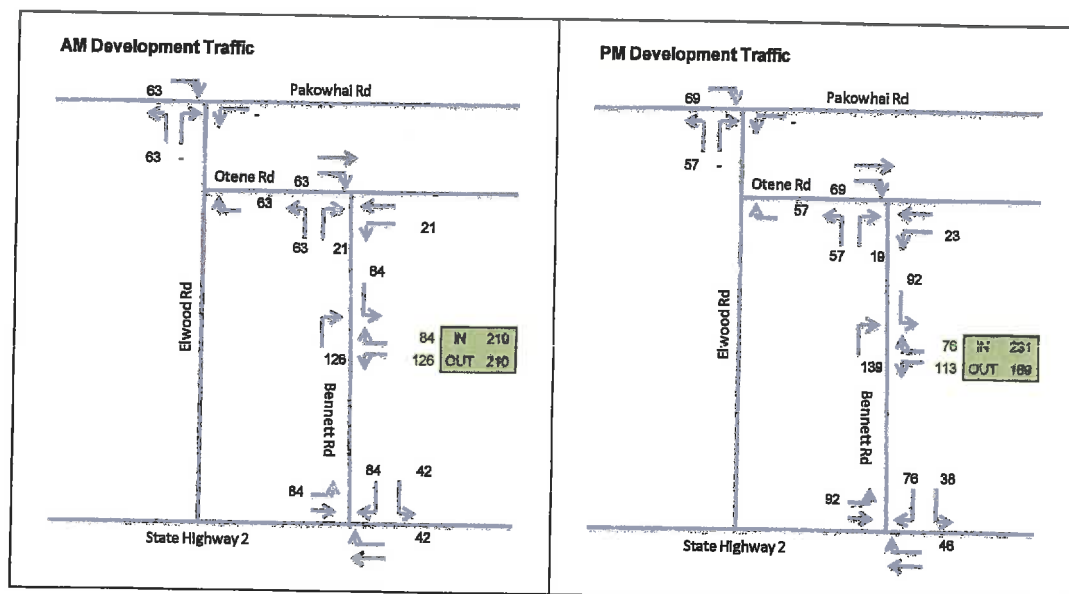 AM Development Traffic
63
Pakowhai Rd
63
-
-
Otene Rd
63
63
63
21
21
84
Elwood Rd
84 IN 210
126
126 OUT 210
Bennett Rd
84
84
42
State Highway 2
42
PM Development Traffic
69
Pakowhai Rd
57
-
-
Otene Rd
69
57
57
19
23
92
Elwood Rd
76 IN 231
139
113 OUT 189
Bennett Rd
92
76
38
State Highway 2
46